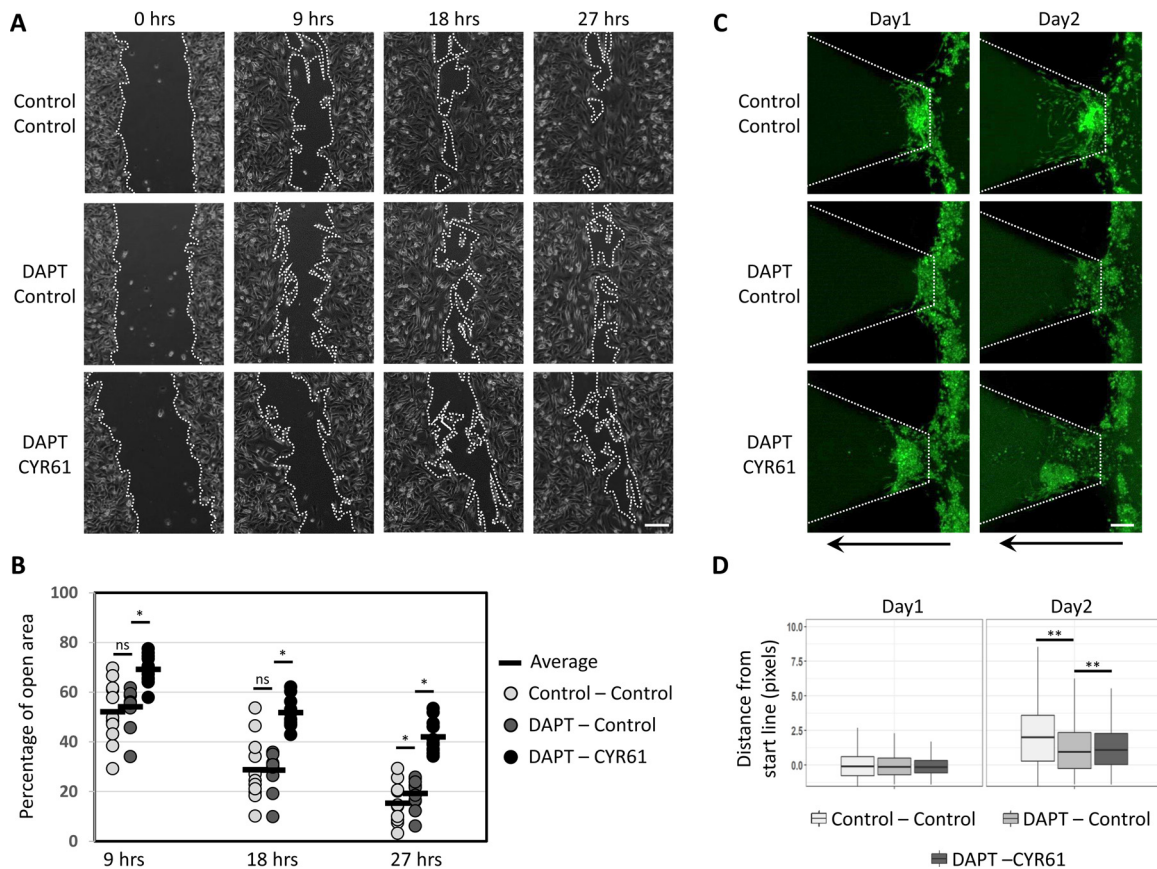 A
0 hrs
9 hrs
18 hrs
27 hrs
Control
Control
DAPT
Control
DAPT
CYR61
C
Day1
Day2
Control
Control
DAPT
Control
DAPT
CYR61
B
Percentage of open area
100
80
60
40
20
0
ns
*
ns
*
*
*
9 hrs
18 hrs
27 hrs
Average
Control – Control
DAPT – Control
DAPT – CYR61
D
Day1
Day2
Distance from
start line (pixels)
10.0
7.5
5.0
2.5
0.0
**
**
Control – Control
DAPT – Control
DAPT –CYR61